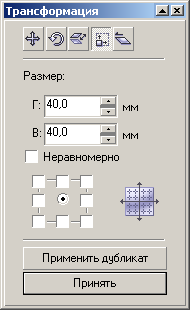 Трансформация
Размер:
Г: 40,0 мм
В: 40,0 мм
Неравномерно
Применить дубликат
Принять